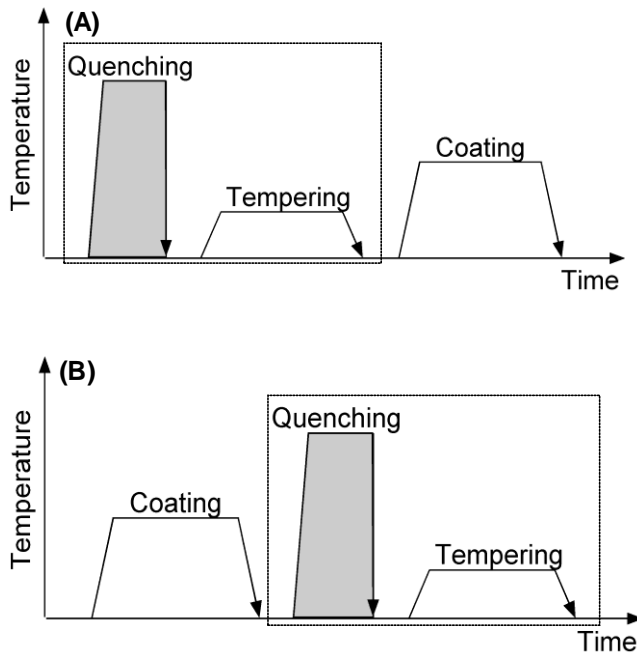 (A)
Quenching
Coating
Tempering
Temperature
Time
(B)
Quenching
Coating
Tempering
Temperature
Time